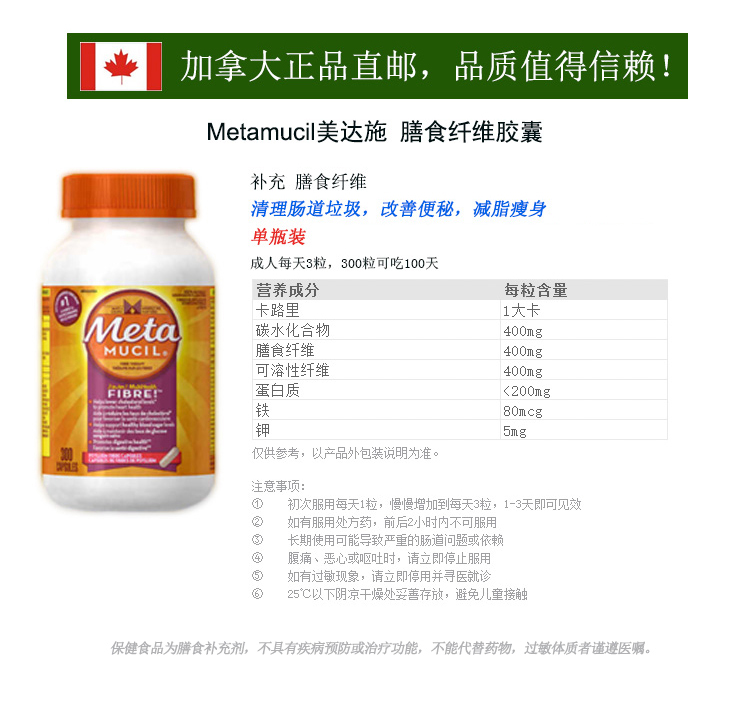 加拿大正品直邮，品质值得信赖！
Metamucil美达施 膳食纤维胶囊
补充 膳食纤维
清理肠道垃圾，改善便秘，减脂瘦身
单瓶装
成人每天3粒，300粒可吃100天
营养成分 每粒含量
卡路里 1大卡
碳水化合物 400mg
膳食纤维 400mg
可溶性纤维 400mg
蛋白质 <200mg
铁 80mcg
钾 5mg
仅供参考，以产品外包装说明为准。
注意事项：
① 初次服用每天1粒，慢慢增加到每天3粒，1-3天即可见效
② 如有服用处方药，前后2小时内不可服用
③ 长期使用可能导致严重的肠道问题或依赖
④ 腹痛、恶心或呕吐时，请立即停止服用
⑤ 如有过敏现象，请立即停用并寻医就诊
⑥ 25℃以下阴凉干燥处妥善存放，避免儿童接触
#1
Meta
MUCIL®
FIBRE!
300
CAPSULES
保健食品为膳食补充剂，不具有疾病预防或治疗功能，不能代替药物，过敏体质者谨遵医嘱。